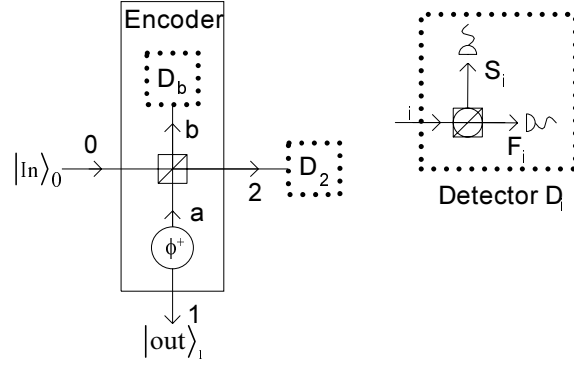 Encoder
D_b
b
0
|In⟩_0
2
D_2
a
ϕ⁺
1
|out⟩_1
i
S_i
F_i
Detector D_i